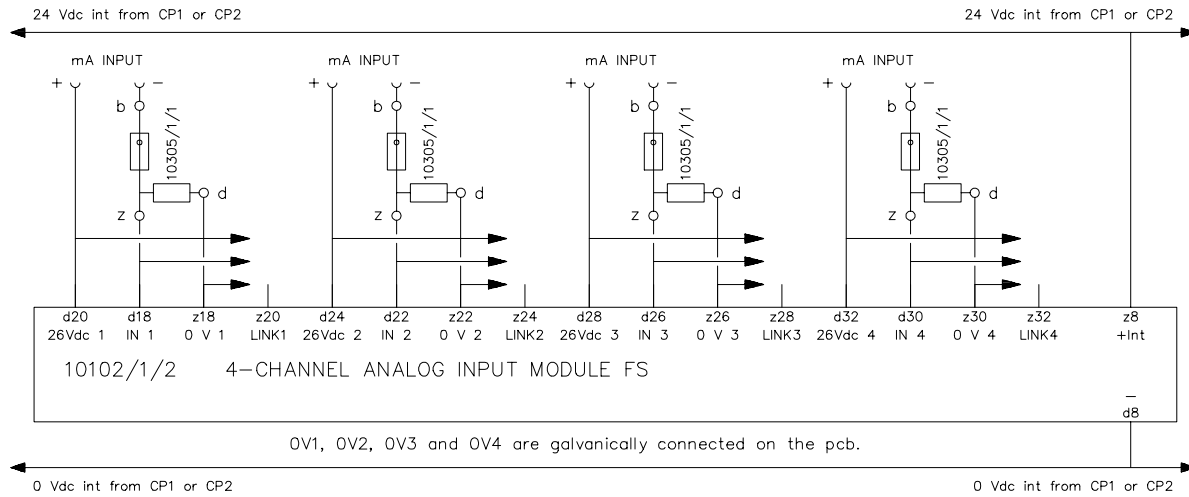 24 Vdc int from CP1 or CP2 24 Vdc int from CP1 or CP2
mA INPUT mA INPUT mA INPUT mA INPUT
+ − + − + − + −
b b b b
10305/1/1 10305/1/1 10305/1/1 10305/1/1
d d d d
z z z z
d20 d18 z18 z20 d24 d22 z22 z24 d28 d26 z26 z28 d32 d30 z30 z32 z8
26Vdc 1 IN 1 0 V 1 LINK1 26Vdc 2 IN 2 0 V 2 LINK2 26Vdc 3 IN 3 0 V 3 LINK3 26Vdc 4 IN 4 0 V 4 LINK4 +Int
10102/1/2 4−CHANNEL ANALOG INPUT MODULE FS
−
d8
0V1, 0V2, 0V3 and 0V4 are galvanically connected on the pcb.
0 Vdc int from CP1 or CP2 0 Vdc int from CP1 or CP2